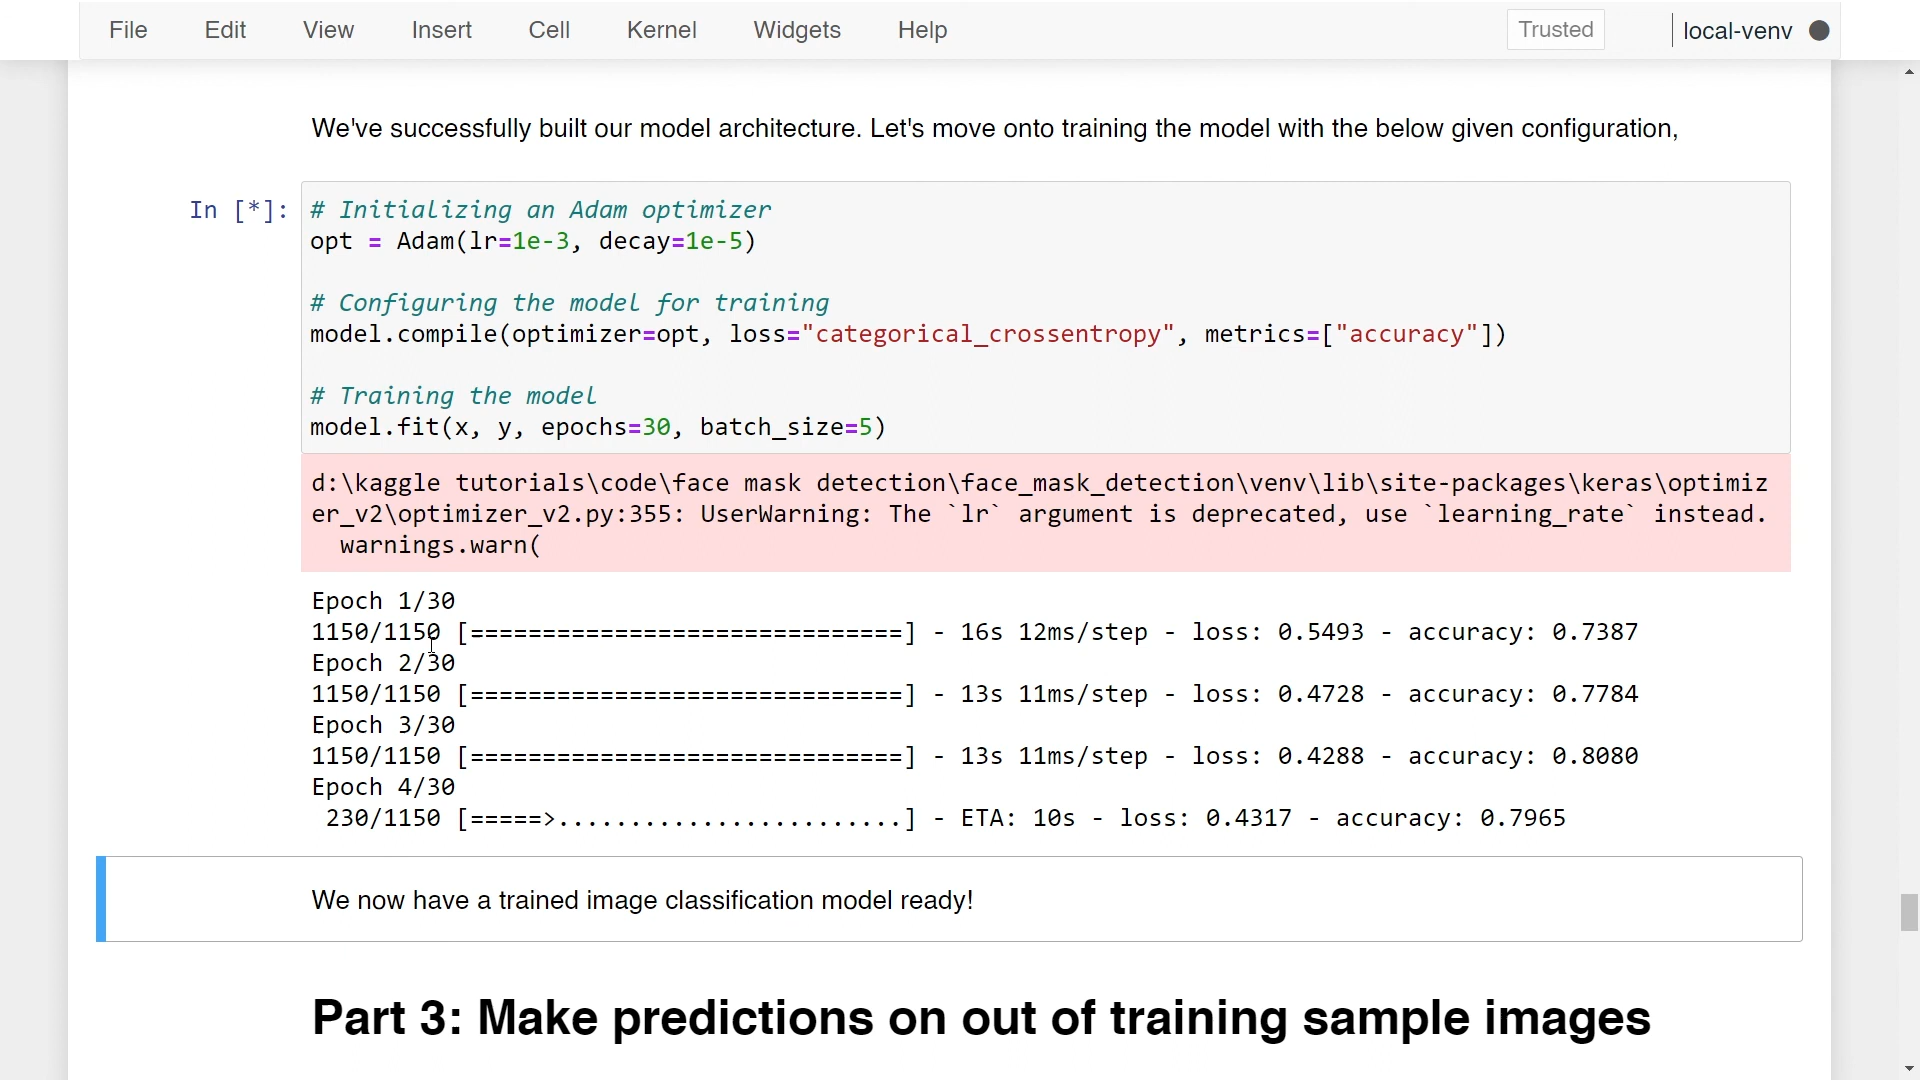 File Edit View Insert Cell Kernel Widgets Help Trusted local-venv
We've successfully built our model architecture. Let's move onto training the model with the below given configuration,
In [*]: # Initializing an Adam optimizer
opt = Adam(lr=1e-3, decay=1e-5)
# Configuring the model for training
model.compile(optimizer=opt, loss="categorical_crossentropy", metrics=["accuracy"])
# Training the model
model.fit(x, y, epochs=30, batch_size=5)
d:\kaggle tutorials\code\face mask detection\face_mask_detection\venv\lib\site-packages\keras\optimiz
er_v2\optimizer_v2.py:355: UserWarning: The `lr` argument is deprecated, use `learning_rate` instead.
  warnings.warn(
Epoch 1/30
1150/1150 [==============================] - 16s 12ms/step - loss: 0.5493 - accuracy: 0.7387
Epoch 2/30
1150/1150 [==============================] - 13s 11ms/step - loss: 0.4728 - accuracy: 0.7784
Epoch 3/30
1150/1150 [==============================] - 13s 11ms/step - loss: 0.4288 - accuracy: 0.8080
Epoch 4/30
 230/1150 [=====>........................] - ETA: 10s - loss: 0.4317 - accuracy: 0.7965
We now have a trained image classification model ready!
Part 3: Make predictions on out of training sample images